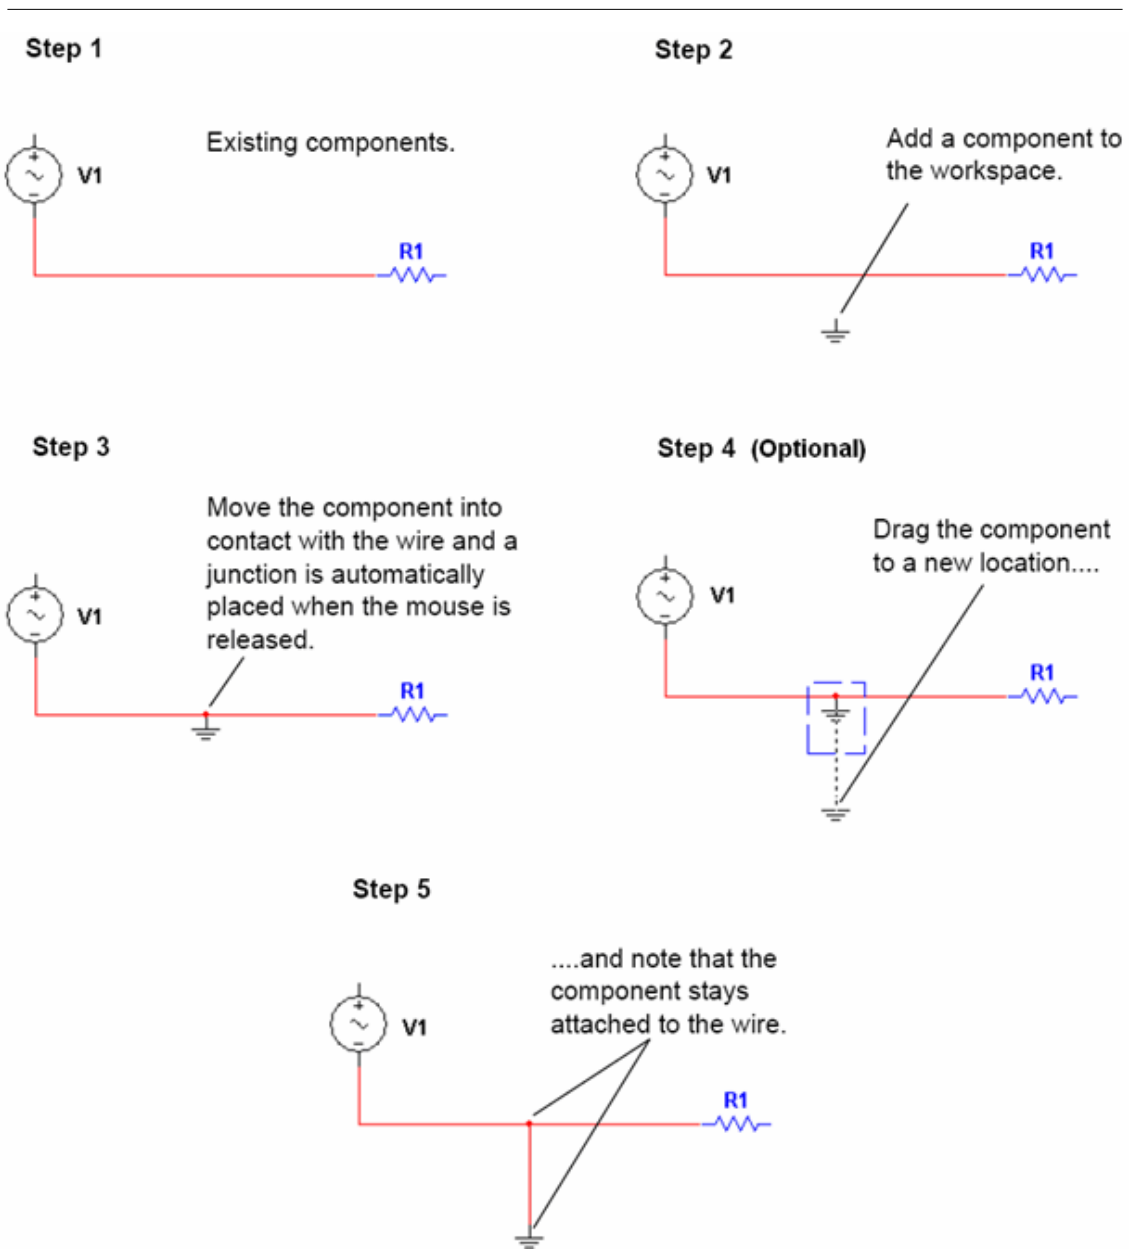 Step 1
Existing components.
V1
R1
Step 2
Add a component to
the workspace.
V1
R1
Step 3
Move the component into
contact with the wire and a
junction is automatically
placed when the mouse is
released.
V1
R1
Step 4 (Optional)
Drag the component
to a new location....
V1
R1
Step 5
....and note that the
component stays
attached to the wire.
V1
R1